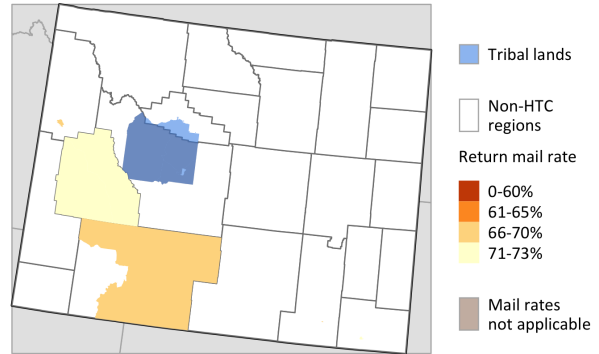 Tribal lands
Non-HTC
regions
Return mail rate
0-60%
61-65%
66-70%
71-73%
Mail rates
not applicable